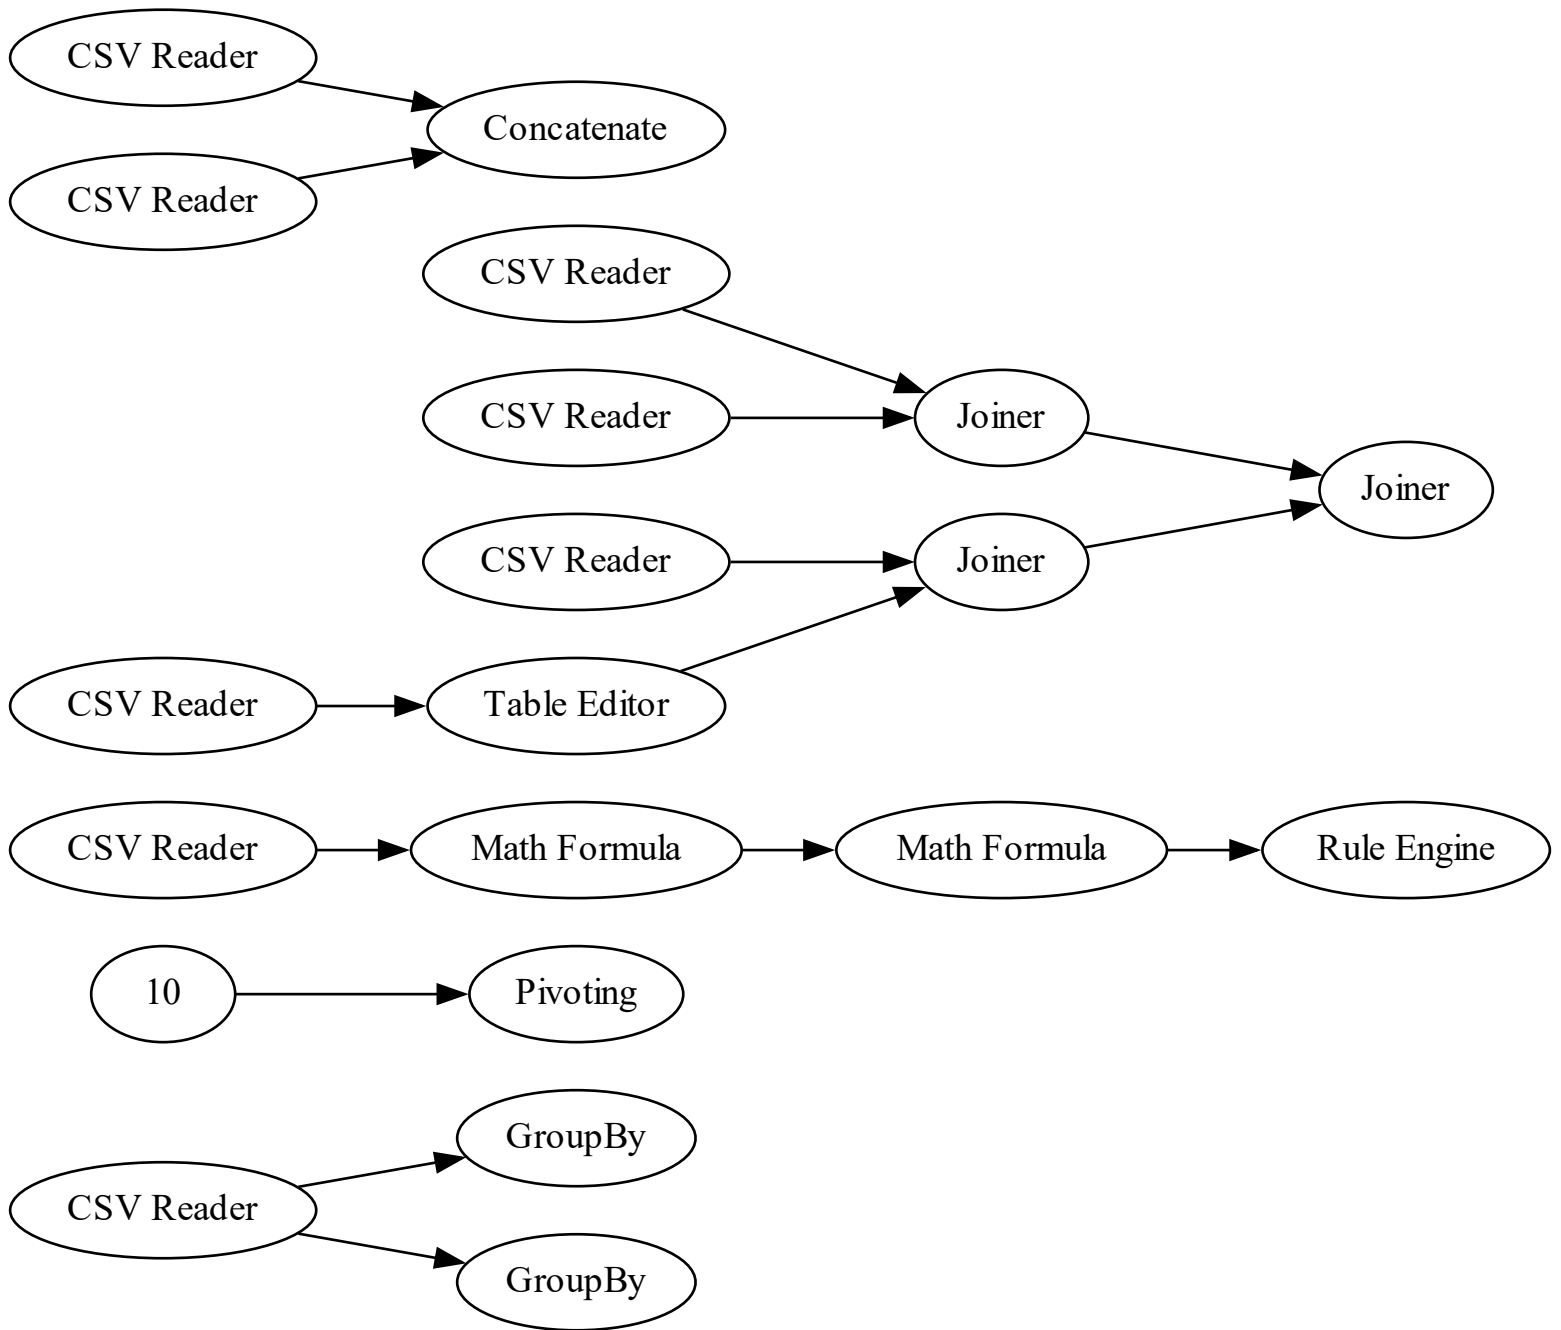 CSV Reader
Concatenate
CSV Reader
CSV Reader
CSV Reader
Joiner
Joiner
CSV Reader
Joiner
CSV Reader
Table Editor
CSV Reader
Math Formula
Math Formula
Rule Engine
10
Pivoting
GroupBy
CSV Reader
GroupBy